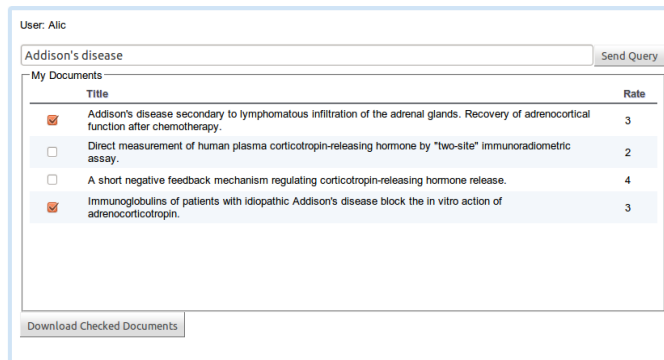 User: Alic
Addison's disease Send Query
My Documents
Title Rate
Addison's disease secondary to lymphomatous infiltration of the adrenal glands. Recovery of adrenocortical 3
function after chemotherapy.
Direct measurement of human plasma corticotropin-releasing hormone by "two-site" immunoradiometric 2
assay.
A short negative feedback mechanism regulating corticotropin-releasing hormone release. 4
Immunoglobulins of patients with idiopathic Addison's disease block the in vitro action of 3
adrenocorticotropin.
Download Checked Documents